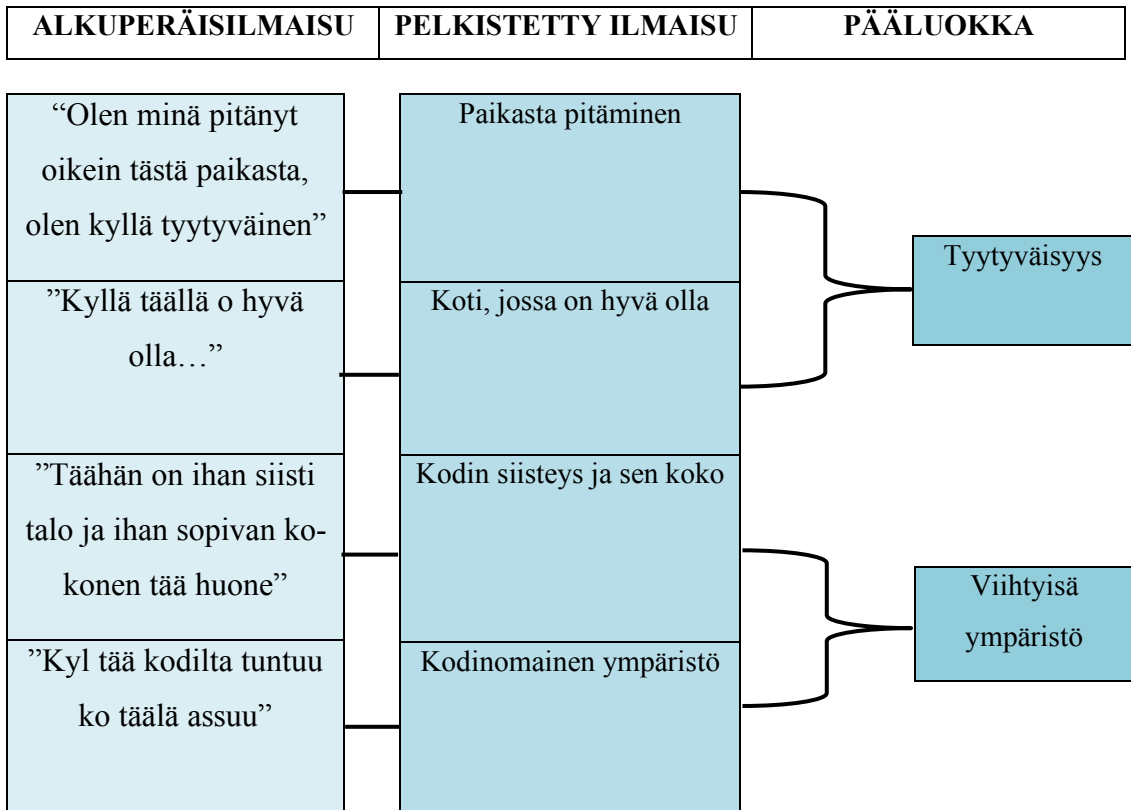 ALKUPERÄISILMAISU PELKISTETTY ILMAISU PÄÄLUOKKA
“Olen minä pitänyt
oikein tästä paikasta,
olen kyllä tyytyväinen”
Paikasta pitäminen
Tyytyväisyys
”Kyllä täällä o hyvä
olla…”
Koti, jossa on hyvä olla
”Täähän on ihan siisti
talo ja ihan sopivan ko-
konen tää huone”
Kodin siisteys ja sen koko
Viihtyisä
ympäristö
”Kyl tää kodilta tuntuu
ko täälä assuu”
Kodinomainen ympäristö